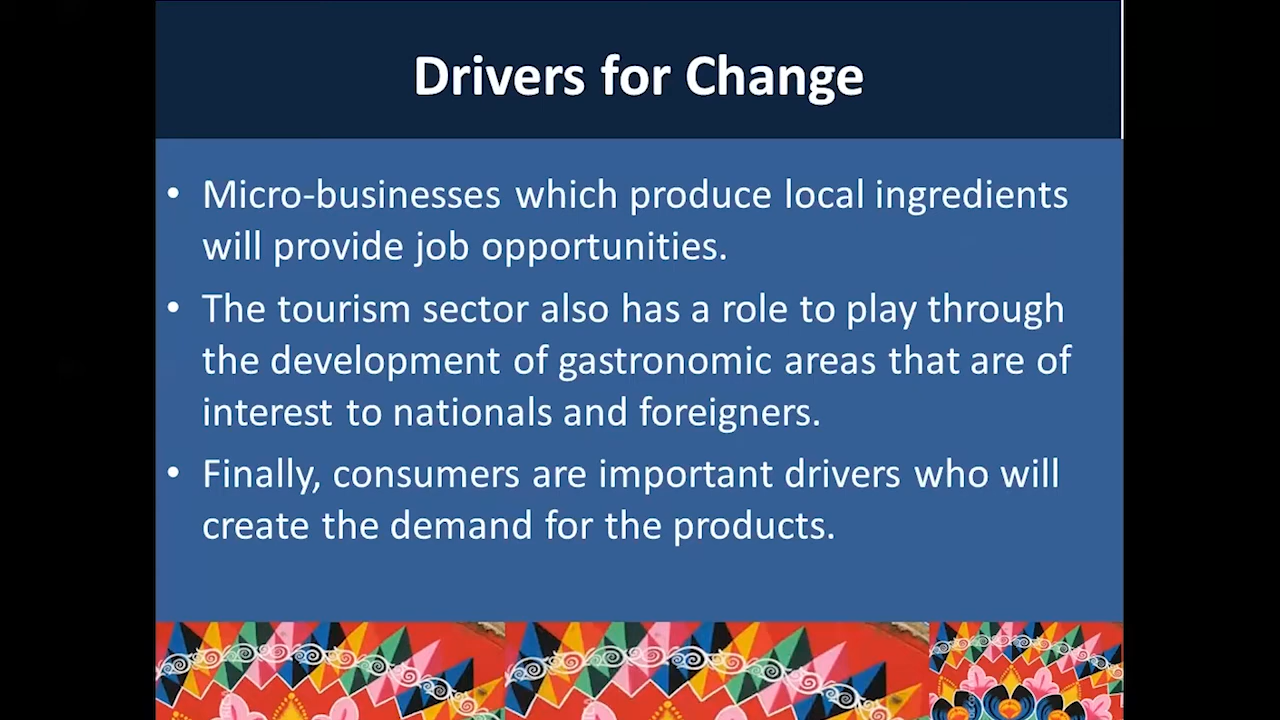 Drivers for Change
• Micro-businesses which produce local ingredients
will provide job opportunities.
• The tourism sector also has a role to play through
the development of gastronomic areas that are of
interest to nationals and foreigners.
• Finally, consumers are important drivers who will
create the demand for the products.